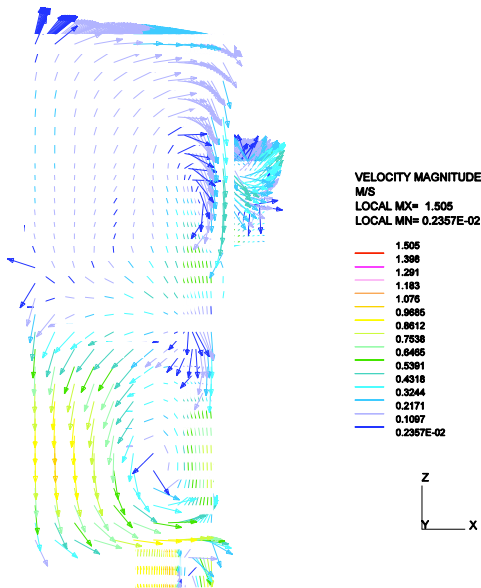 VELOCITY MAGNITUDE
M/S
LOCAL MX= 1.505
LOCAL MN= 0.2357E-02
1.505
1.398
1.291
1.183
1.076
0.9685
0.8612
0.7538
0.6465
0.5391
0.4318
0.3244
0.2171
0.1097
0.2357E-02
Z
Y X